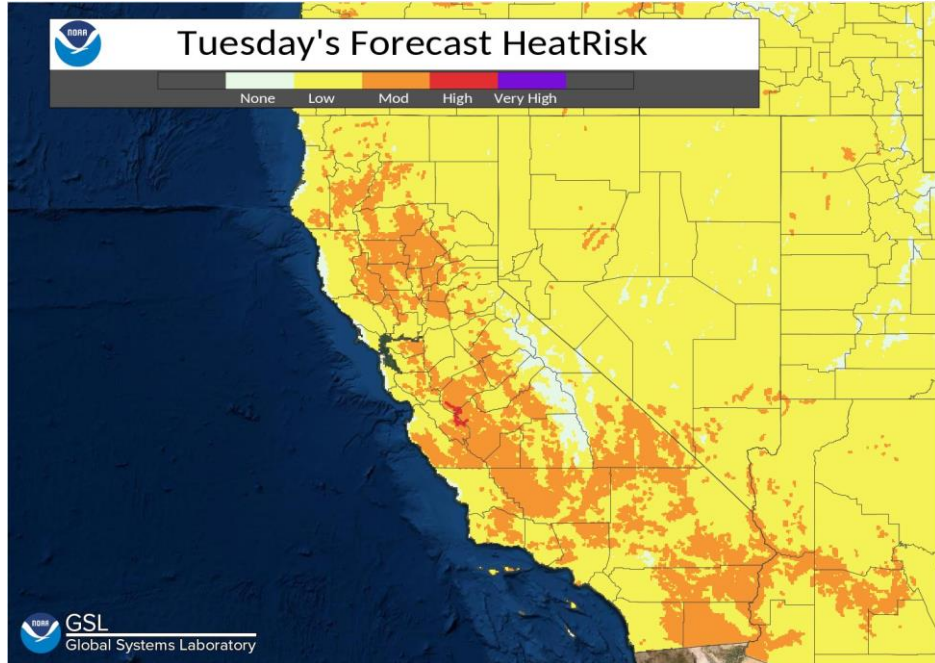 NOAA
Tuesday's Forecast HeatRisk
None Low Mod High Very High
NOAA
GSL
Global Systems Laboratory